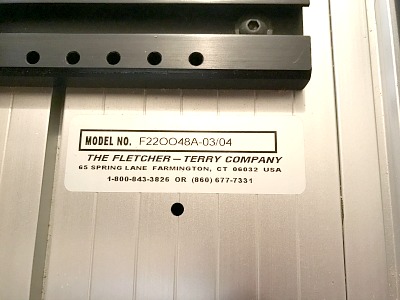 MODEL NO. F22OO48A-03/04
THE FLETCHER-TERRY COMPANY
65 SPRING LANE FARMINGTON, CT 06032 USA
1-800-843-3826 OR (860) 677-7331